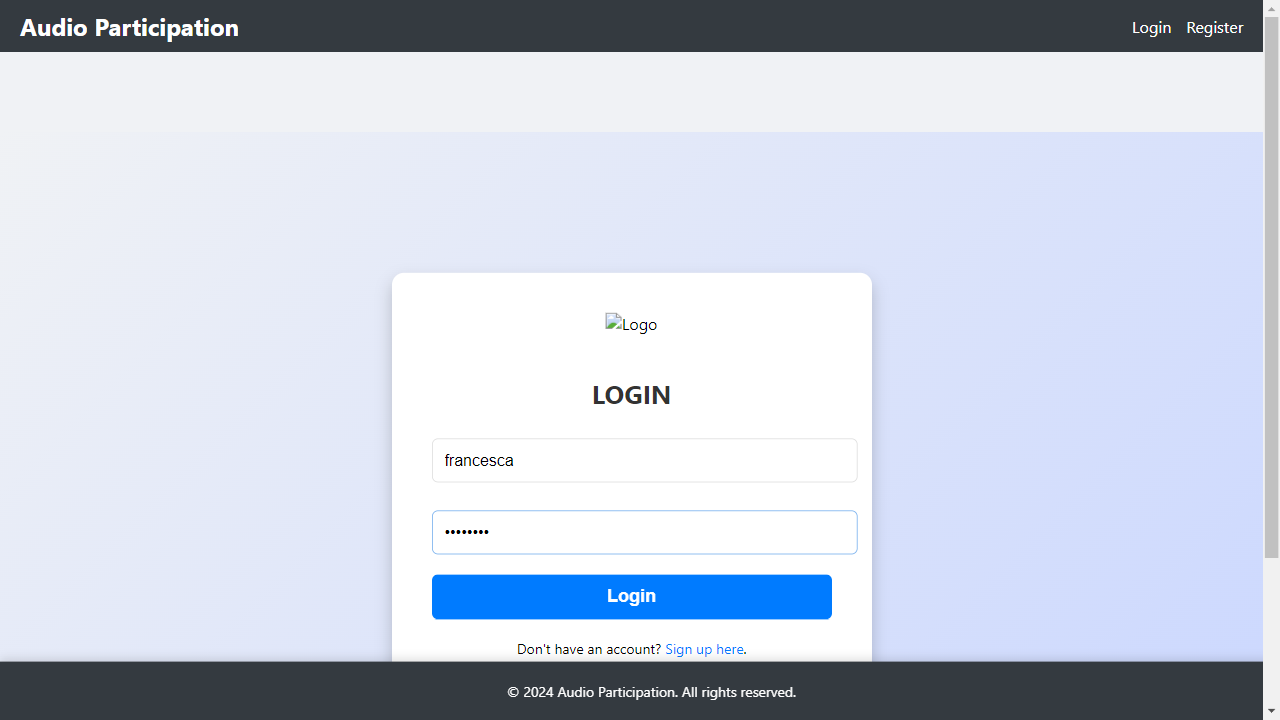 Audio Participation
Login Register
Logo
LOGIN
francesca
••••••••
Login
Don't have an account? Sign up here.
© 2024 Audio Participation. All rights reserved.